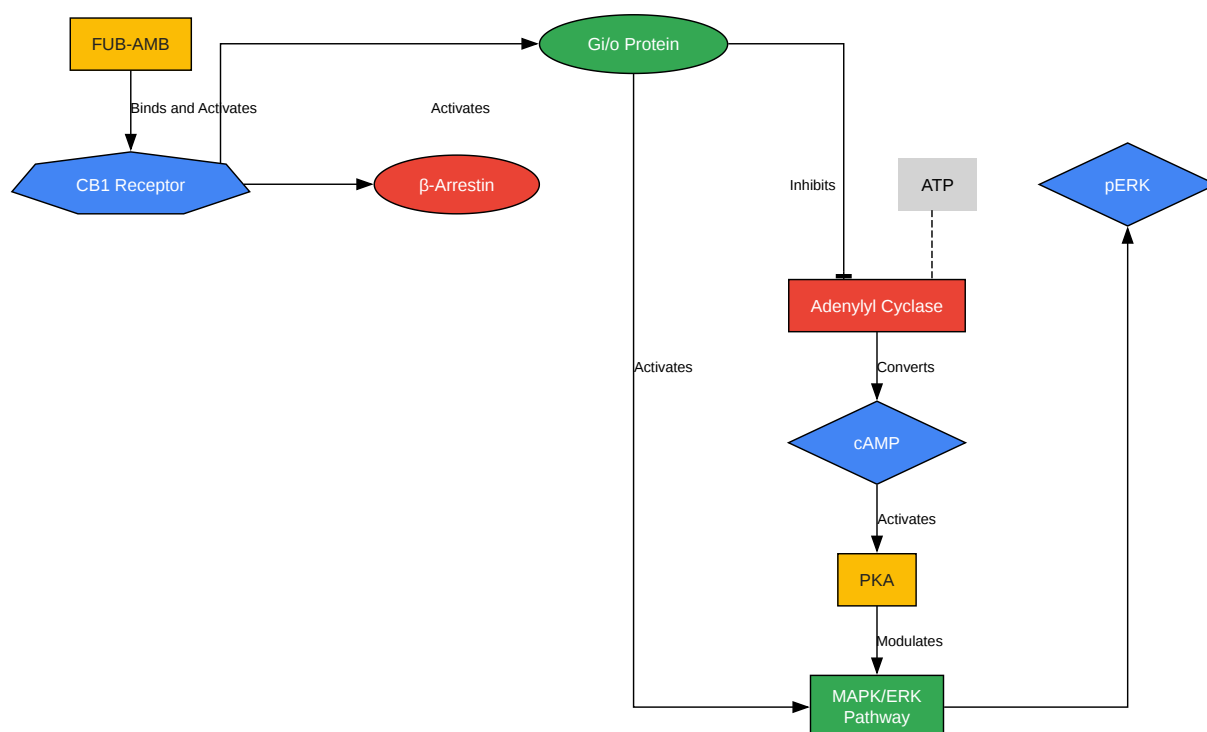 FUB-AMB
Gi/o Protein
Binds and Activates
Activates
CB1 Receptor
β-Arrestin
Inhibits
ATP
pERK
Adenylyl Cyclase
Activates
Converts
cAMP
Activates
PKA
Modulates
MAPK/ERK
Pathway